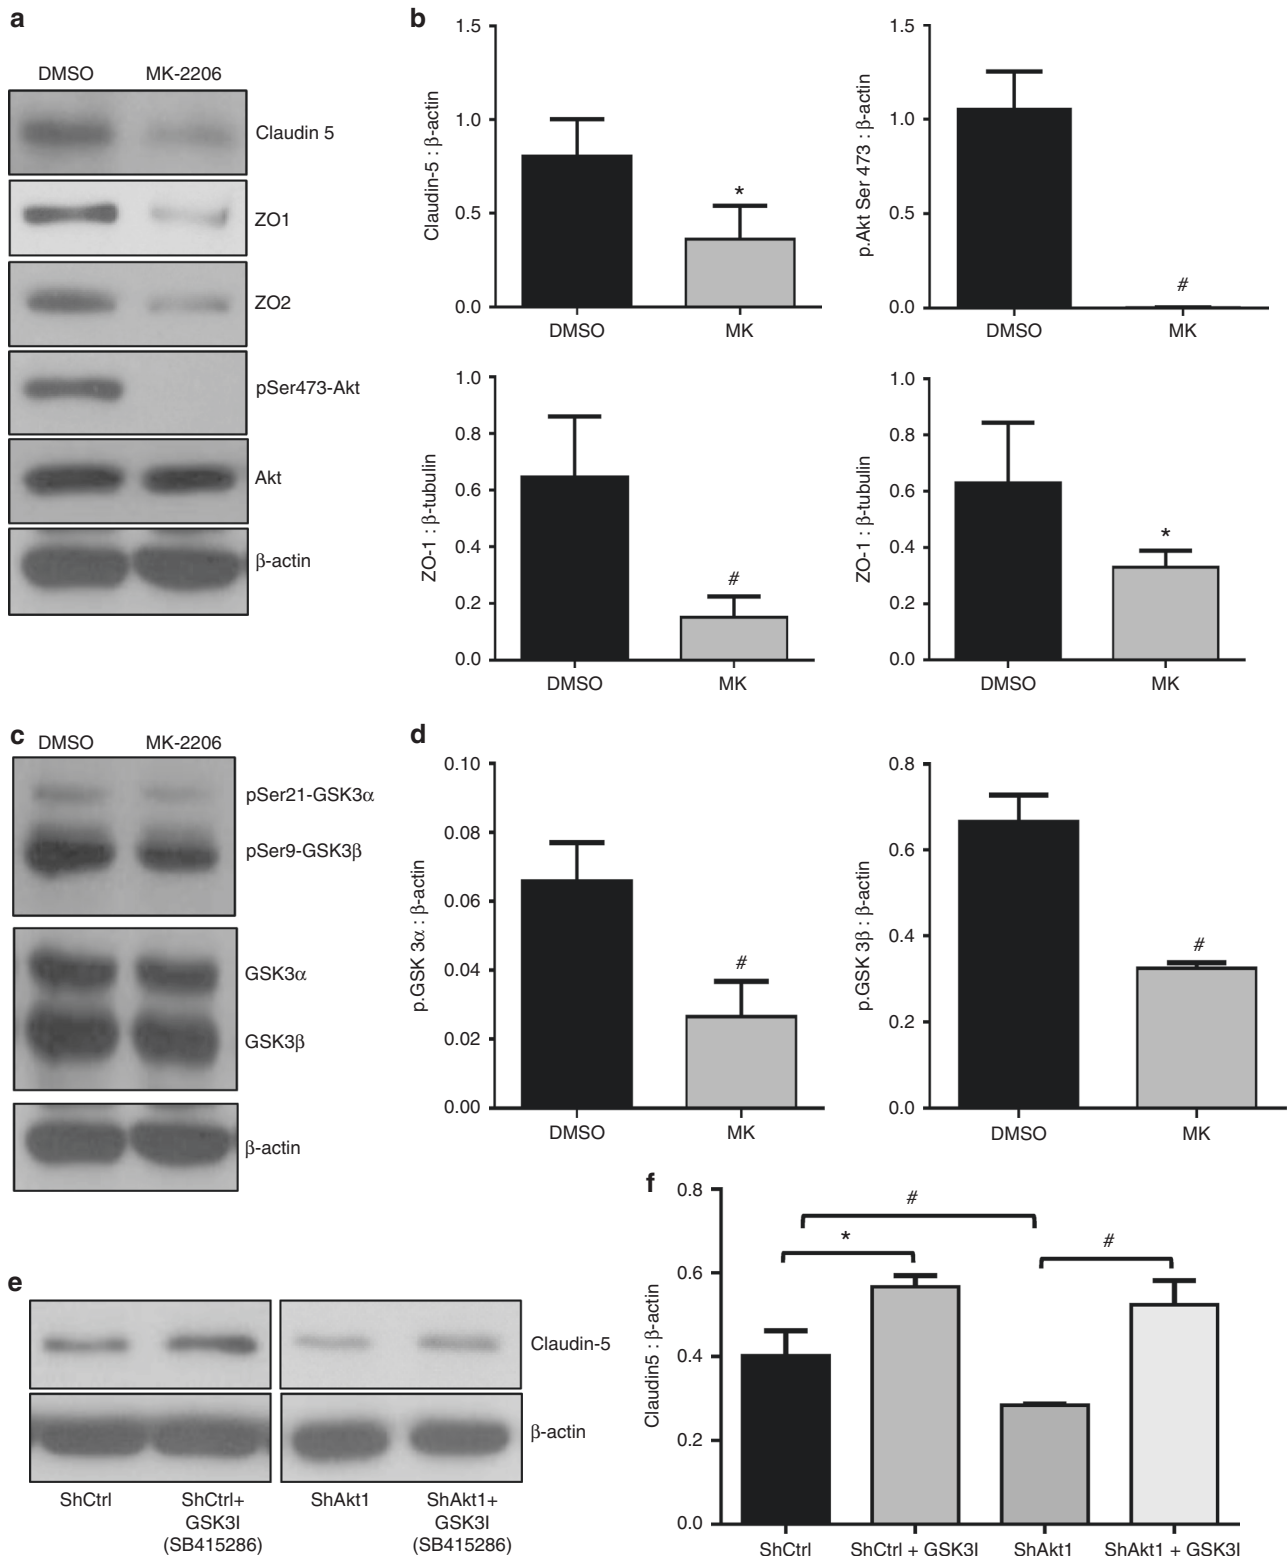 a
DMSO MK-2206
Claudin 5
ZO1
ZO2
pSer473-Akt
Akt
β-actin
b
1.5
1.0
0.5
0.0
Claudin-5 : β-actin
*
DMSO MK
1.5
1.0
0.5
0.0
p.Akt Ser 473 : β-actin
#
DMSO MK
1.0
0.8
0.6
0.4
0.2
0.0
ZO-1 : β-tubulin
#
DMSO MK
1.0
0.8
0.6
0.4
0.2
0.0
ZO-1 : β-tubulin
*
DMSO MK
c
DMSO MK-2206
pSer21-GSK3α
pSer9-GSK3β
GSK3α
GSK3β
β-actin
d
0.10
0.08
0.06
0.04
0.02
0.00
p.GSK 3α : β-actin
#
DMSO MK
0.8
0.6
0.4
0.2
0.0
p.GSK 3β : β-actin
#
DMSO MK
e
Claudin-5
β-actin
ShCtrl
ShCtrl+
GSK3I
(SB415286)
ShAkt1
ShAkt1+
GSK3I
(SB415286)
f
0.8
0.6
0.4
0.2
0.0
Claudin5 : β-actin
#
*
#
ShCtrl ShCtrl + GSK3I ShAkt1 ShAkt1 + GSK3I